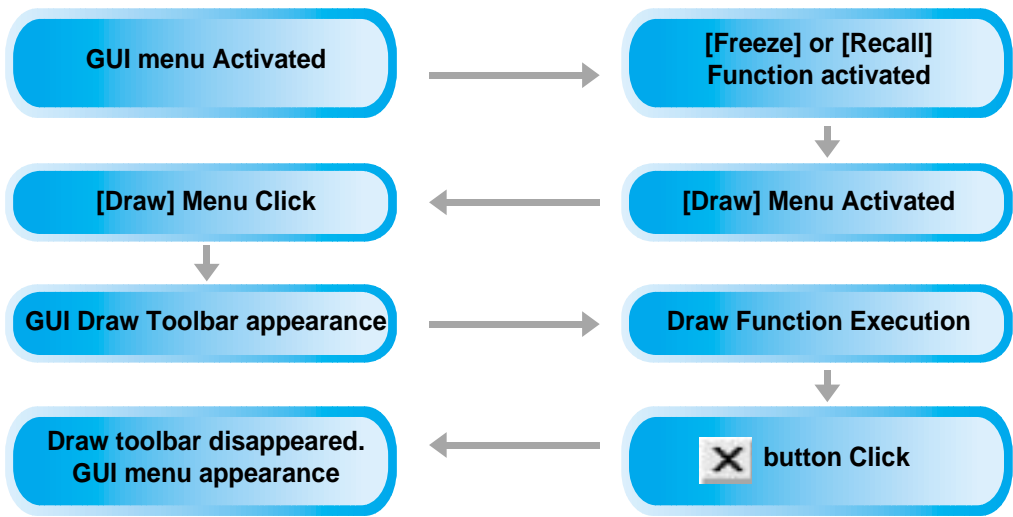 GUI menu Activated
[Freeze] or [Recall]
Function activated
[Draw] Menu Activated
[Draw] Menu Click
GUI Draw Toolbar appearance
Draw Function Execution
button Click
Draw toolbar disappeared.
GUI menu appearance